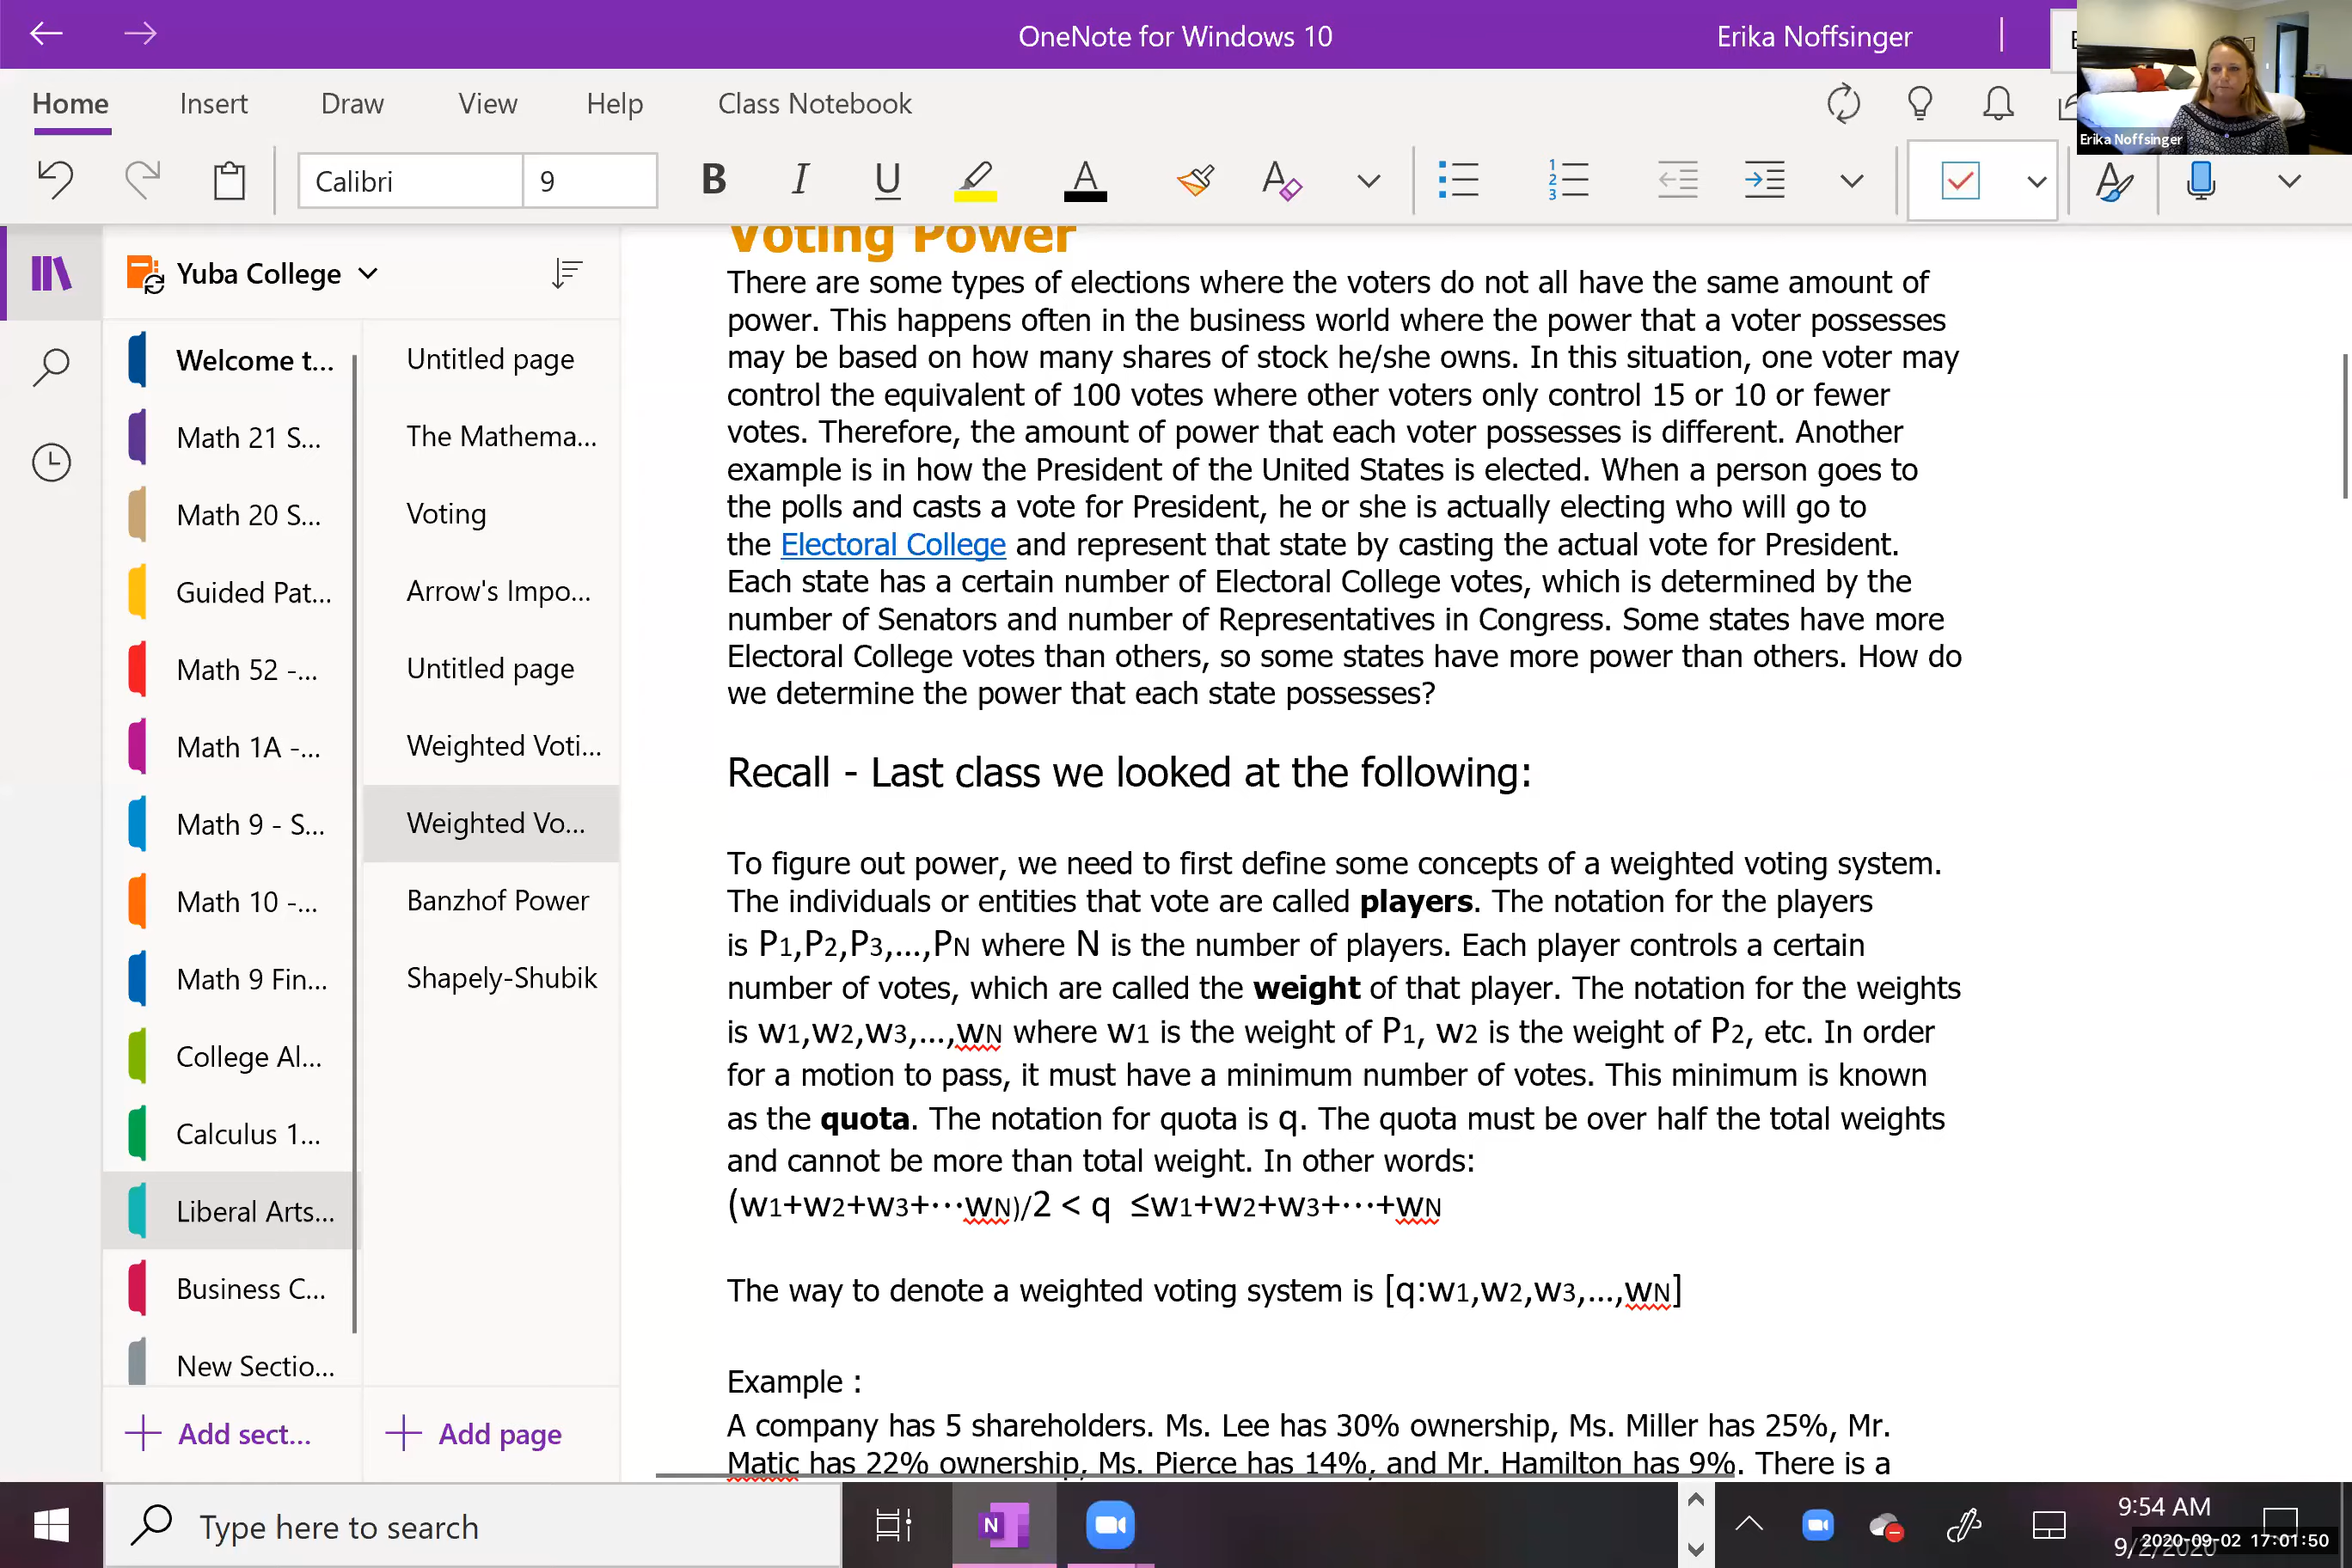 OneNote for Windows 10
Erika Noffsinger
Erika Noffsinger
Home Insert Draw View Help Class Notebook
Calibri 9 B I U A
Yuba College
Welcome t...
Math 21 S...
Math 20 S...
Guided Pat...
Math 52 -...
Math 1A -...
Math 9 - S...
Math 10 -...
Math 9 Fin...
College Al...
Calculus 1...
Liberal Arts...
Business C...
New Sectio...
Add sect...
Untitled page
The Mathema...
Voting
Arrow's Impo...
Untitled page
Weighted Voti...
Weighted Vo...
Banzhof Power
Shapely-Shubik
Add page
Voting Power
There are some types of elections where the voters do not all have the same amount of
power. This happens often in the business world where the power that a voter possesses
may be based on how many shares of stock he/she owns. In this situation, one voter may
control the equivalent of 100 votes where other voters only control 15 or 10 or fewer
votes. Therefore, the amount of power that each voter possesses is different. Another
example is in how the President of the United States is elected. When a person goes to
the polls and casts a vote for President, he or she is actually electing who will go to
the Electoral College and represent that state by casting the actual vote for President.
Each state has a certain number of Electoral College votes, which is determined by the
number of Senators and number of Representatives in Congress. Some states have more
Electoral College votes than others, so some states have more power than others. How do
we determine the power that each state possesses?
Recall - Last class we looked at the following:
To figure out power, we need to first define some concepts of a weighted voting system.
The individuals or entities that vote are called players. The notation for the players
is P1,P2,P3,...,PN where N is the number of players. Each player controls a certain
number of votes, which are called the weight of that player. The notation for the weights
is w1,w2,w3,...,wN where w1 is the weight of P1, w2 is the weight of P2, etc. In order
for a motion to pass, it must have a minimum number of votes. This minimum is known
as the quota. The notation for quota is q. The quota must be over half the total weights
and cannot be more than total weight. In other words:
(w1+w2+w3+⋯wN)/2 < q ≤w1+w2+w3+⋯+wN
The way to denote a weighted voting system is [q:w1,w2,w3,...,wN]
Example :
A company has 5 shareholders. Ms. Lee has 30% ownership, Ms. Miller has 25%, Mr.
Matic has 22% ownership, Ms. Pierce has 14%, and Mr. Hamilton has 9%. There is a
Type here to search
N
9:54 AM
2020-09-02 17:01:50